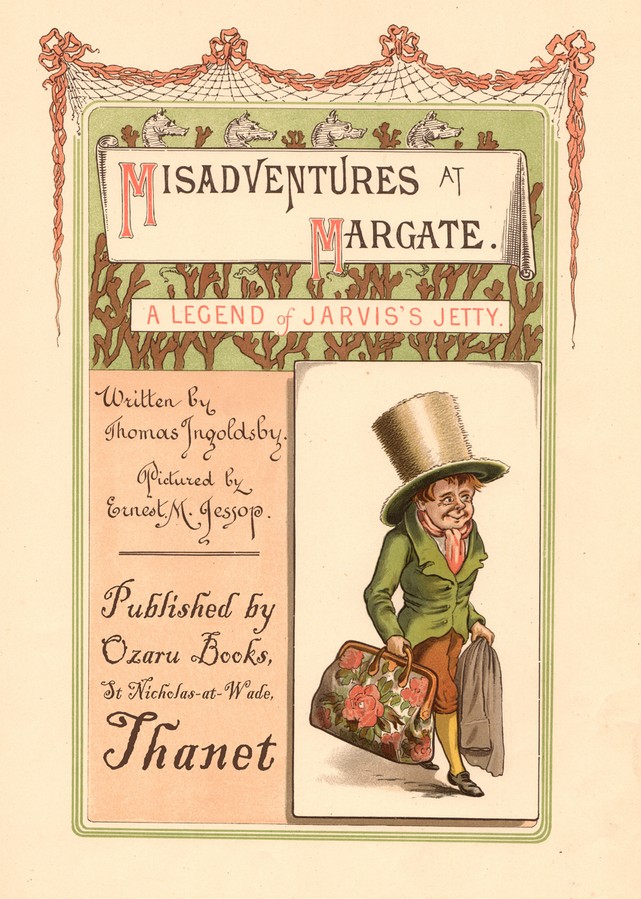 MISADVENTURES AT
MARGATE.
A LEGEND of JARVIS'S JETTY.
Written by
Thomas Ingoldsby.
Pictured by
Ernest M. Jessop.
Published by
Ozaru Books,
St Nicholas-at-Wade,
Thanet